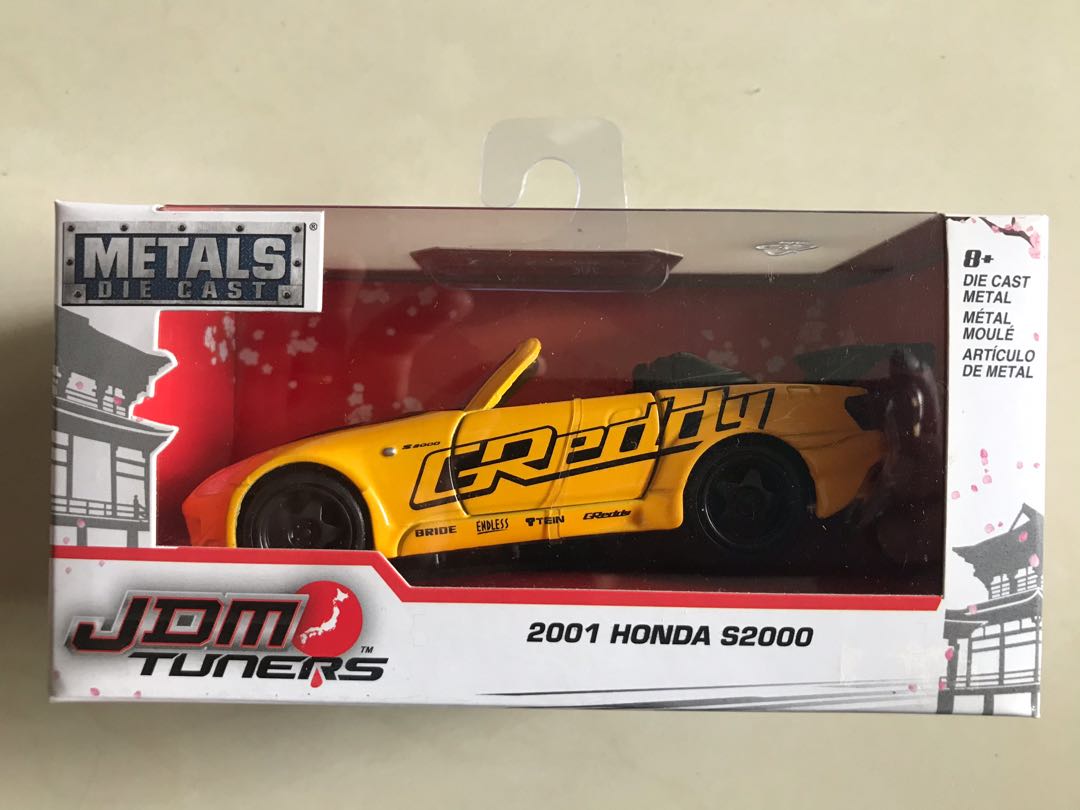 METALS®
DIE CAST
8+
DIE CAST
METAL
MÉTAL
MOULÉ
ARTÍCULO
DE METAL
S2000
GReddy
BRIDE ENDLESS TEIN GReddy
JDM
TUNERS™
2001 HONDA S2000